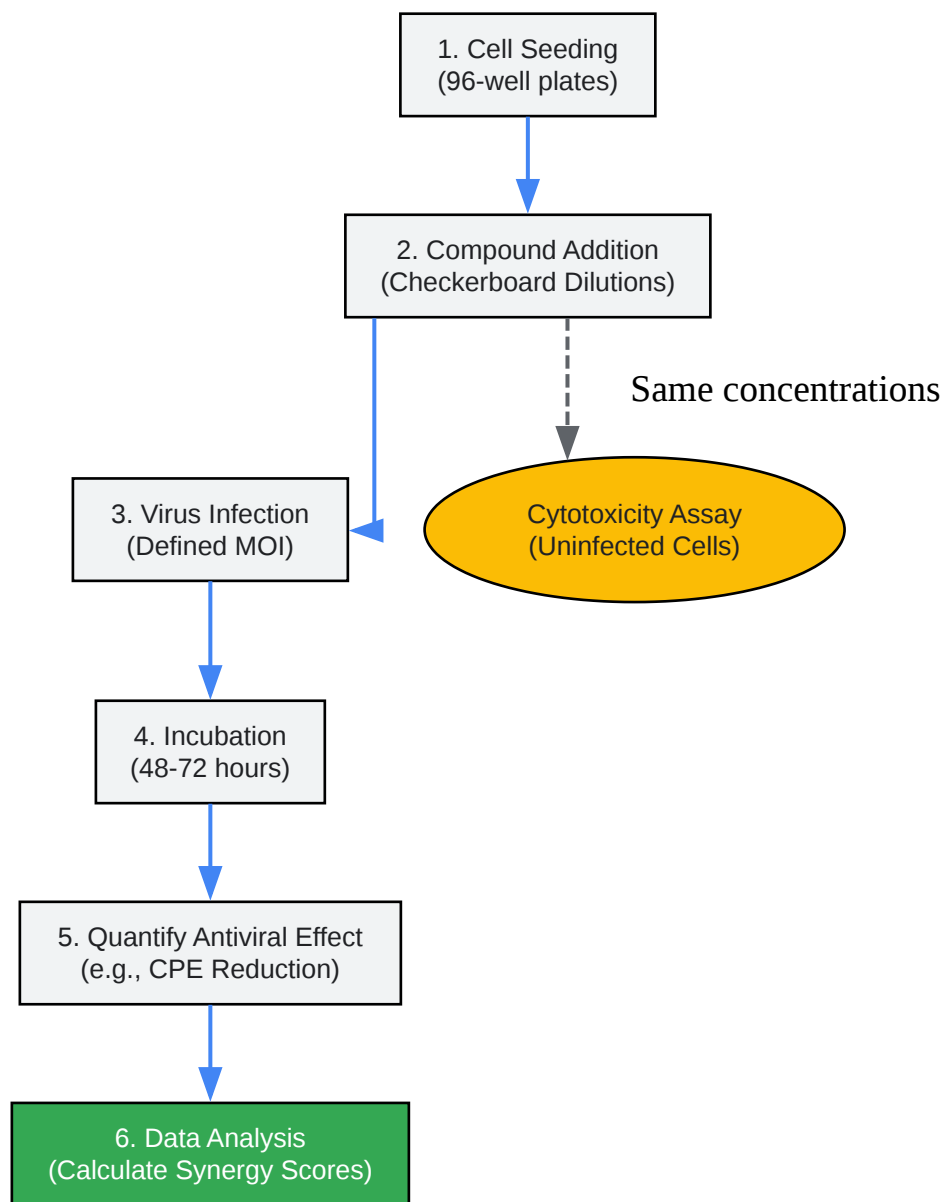 1. Cell Seeding
(96-well plates)
2. Compound Addition
(Checkerboard Dilutions)
Same concentrations
3. Virus Infection
(Defined MOI)
Cytotoxicity Assay
(Uninfected Cells)
4. Incubation
(48-72 hours)
5. Quantify Antiviral Effect
(e.g., CPE Reduction)
6. Data Analysis
(Calculate Synergy Scores)